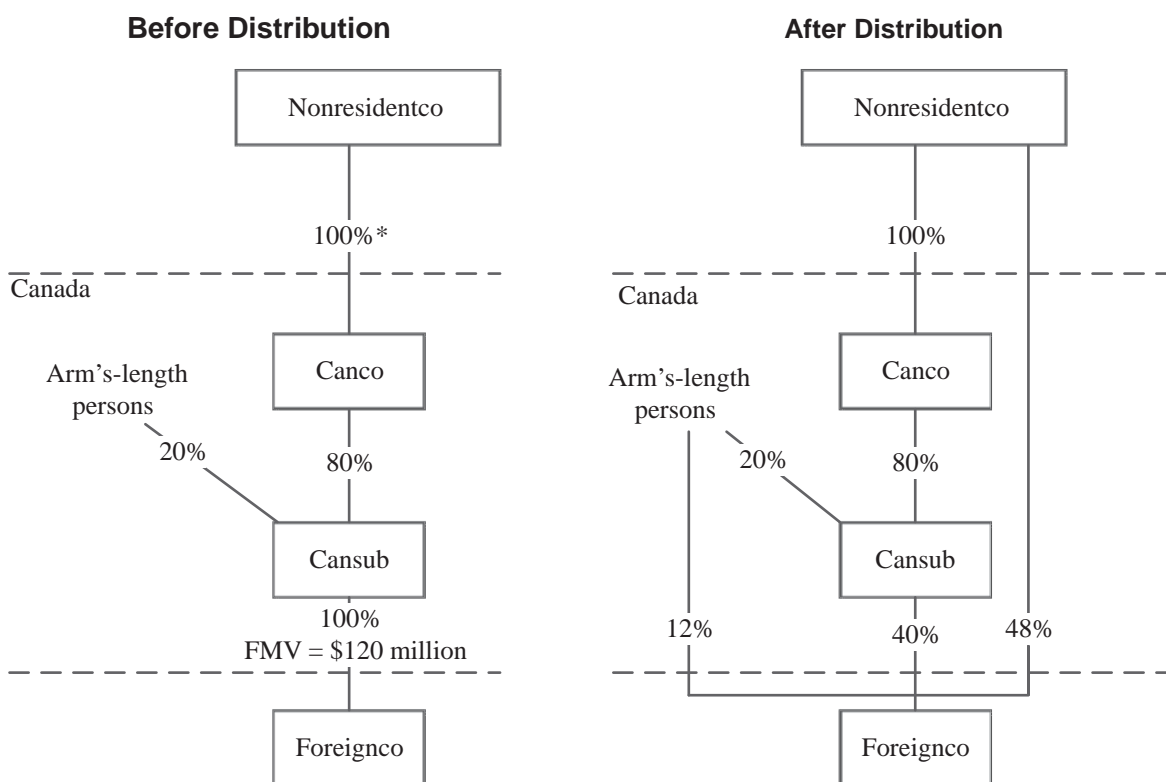 Before Distribution
Nonresidentco
100%*
Canada
Arm's-length
persons
Canco
20%
80%
Cansub
100%
FMV = $120 million
Foreignco
After Distribution
Nonresidentco
100%
Canada
Arm's-length
persons
Canco
20%
80%
Cansub
12%
40%
48%
Foreignco